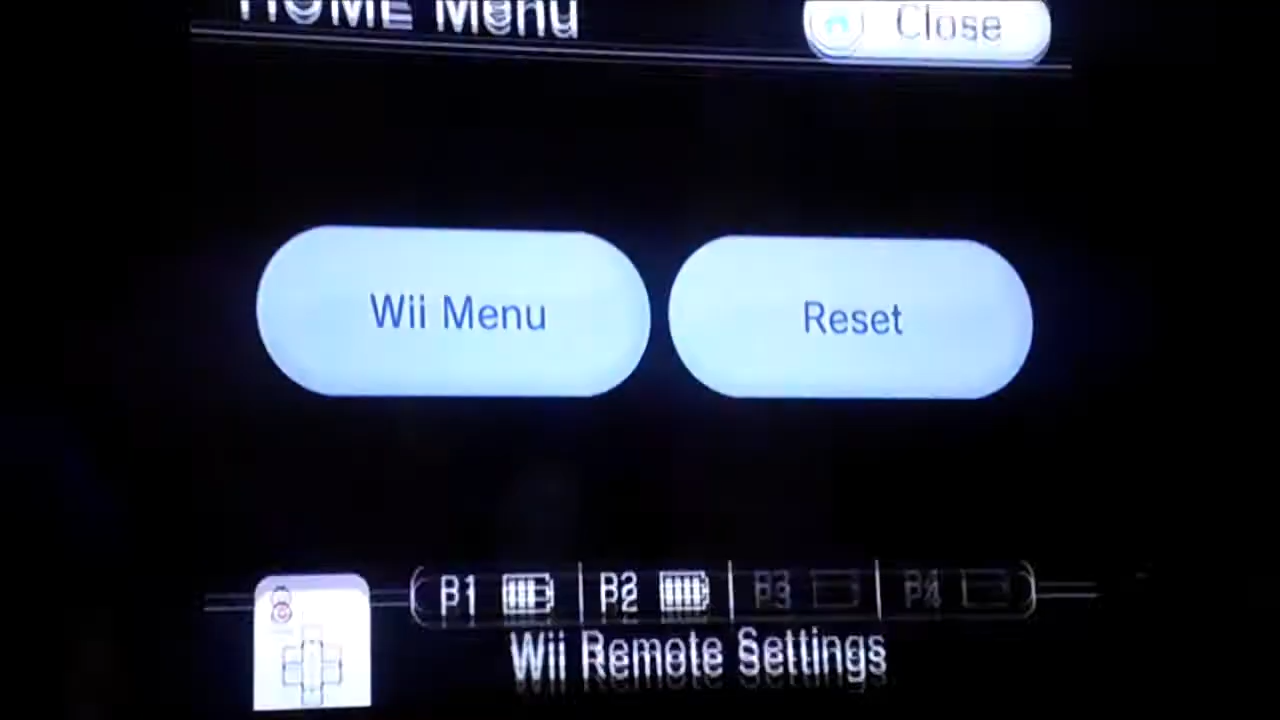 HOME Menu
Close
Wii Menu
Reset
P1 P2 P3 P4
Wii Remote Settings